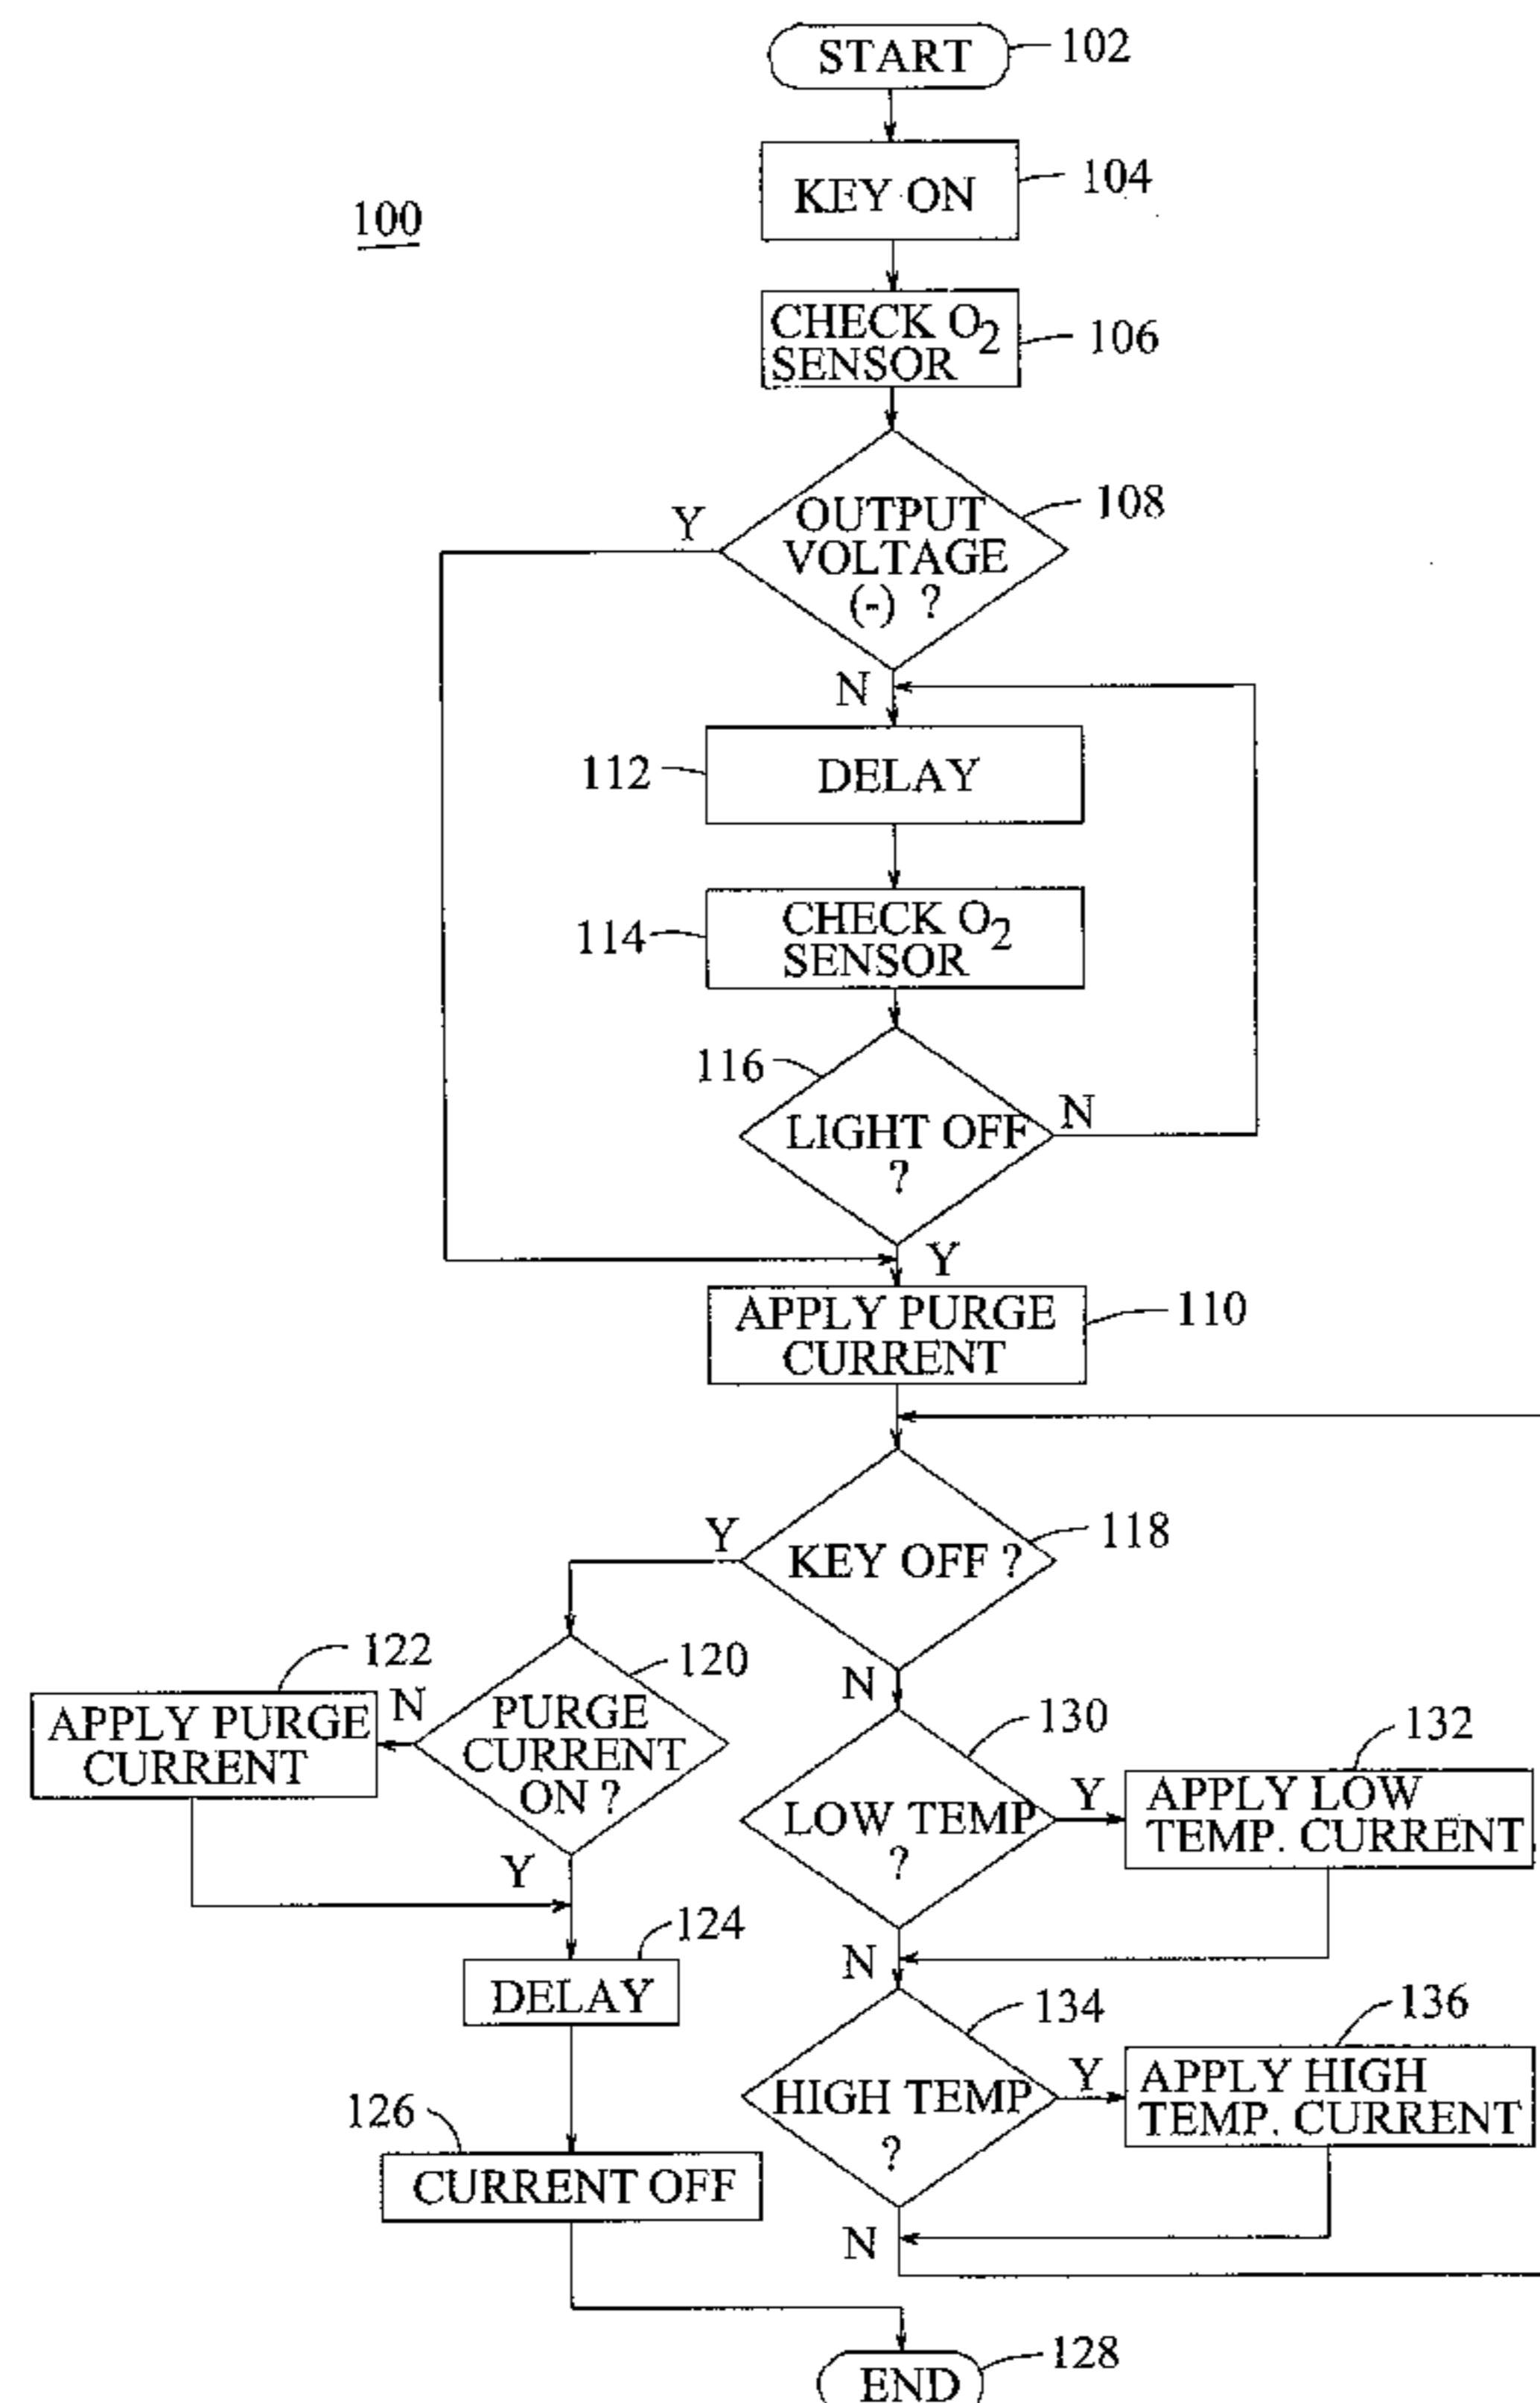 START
102
KEY ON
104
100
CHECK O2
SENSOR
106
OUTPUT
VOLTAGE
(-) ?
108
Y
N
DELAY
112
CHECK O2
SENSOR
114
116
LIGHT OFF
?
N
Y
APPLY PURGE
CURRENT
110
KEY OFF ?
118
Y
N
122
APPLY PURGE
CURRENT
N
120
PURGE
CURRENT
ON ?
Y
130
LOW TEMP
?
Y
132
APPLY LOW
TEMP. CURRENT
N
124
DELAY
134
HIGH TEMP
?
Y
136
APPLY HIGH
TEMP. CURRENT
N
126
CURRENT OFF
END
128